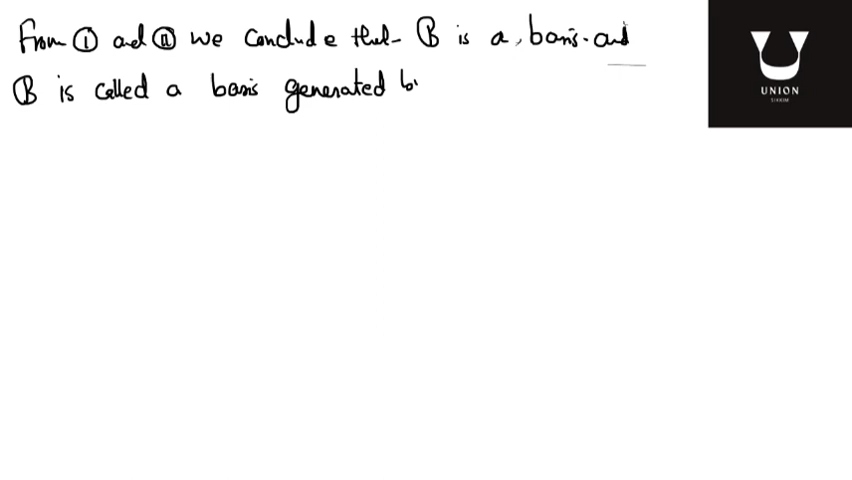 From ① and ② we conclude that B is a basis and
B is called a basis generated b
UNION